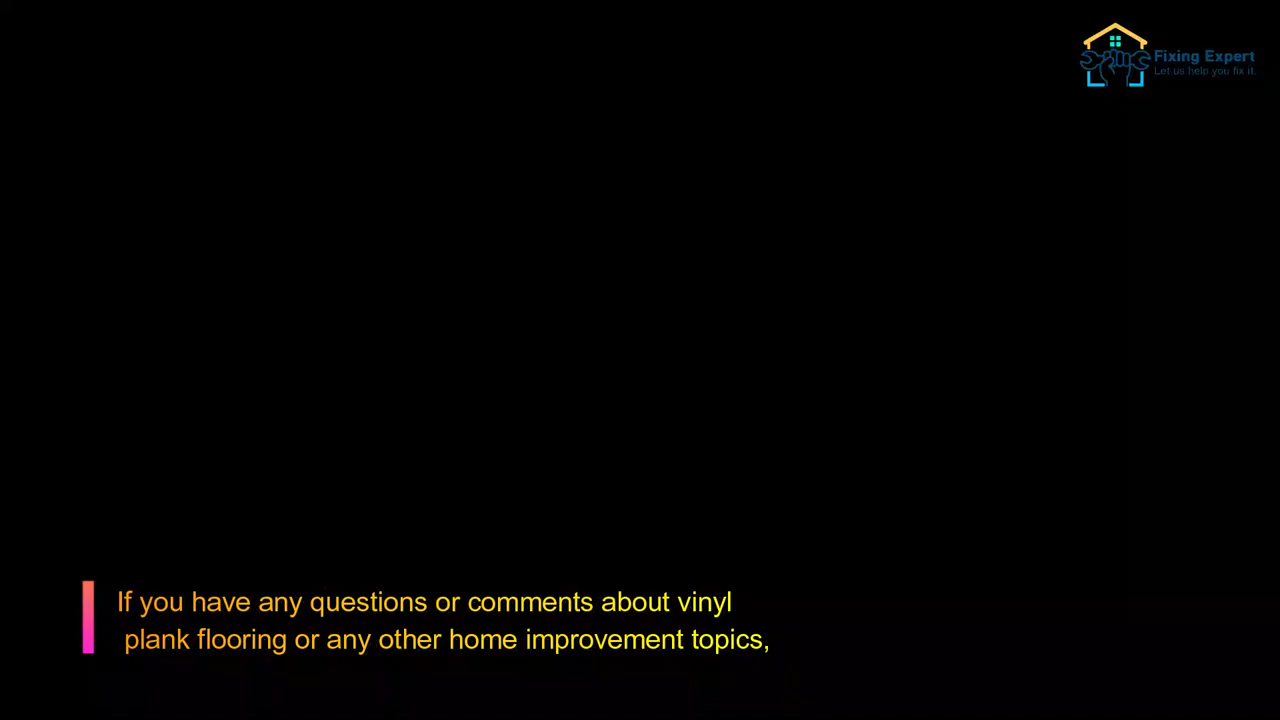 Fixing Expert
Let us help you fix it.
If you have any questions or comments about vinyl
plank flooring or any other home improvement topics,